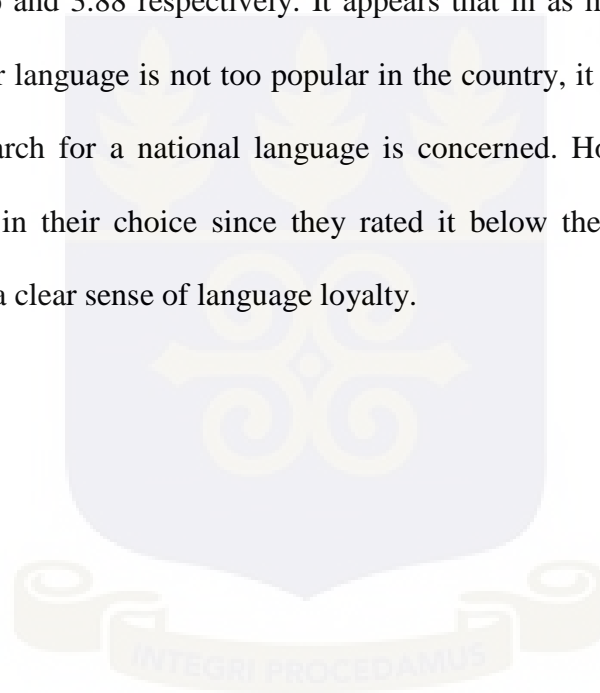 and 3.88 respectively. It appears that in as
language is not too popular in the country, it
for a national language is concerned.
in their choice since they rated it below the
a clear sense of language loyalty.
INTEGRI PROCEDAMUS